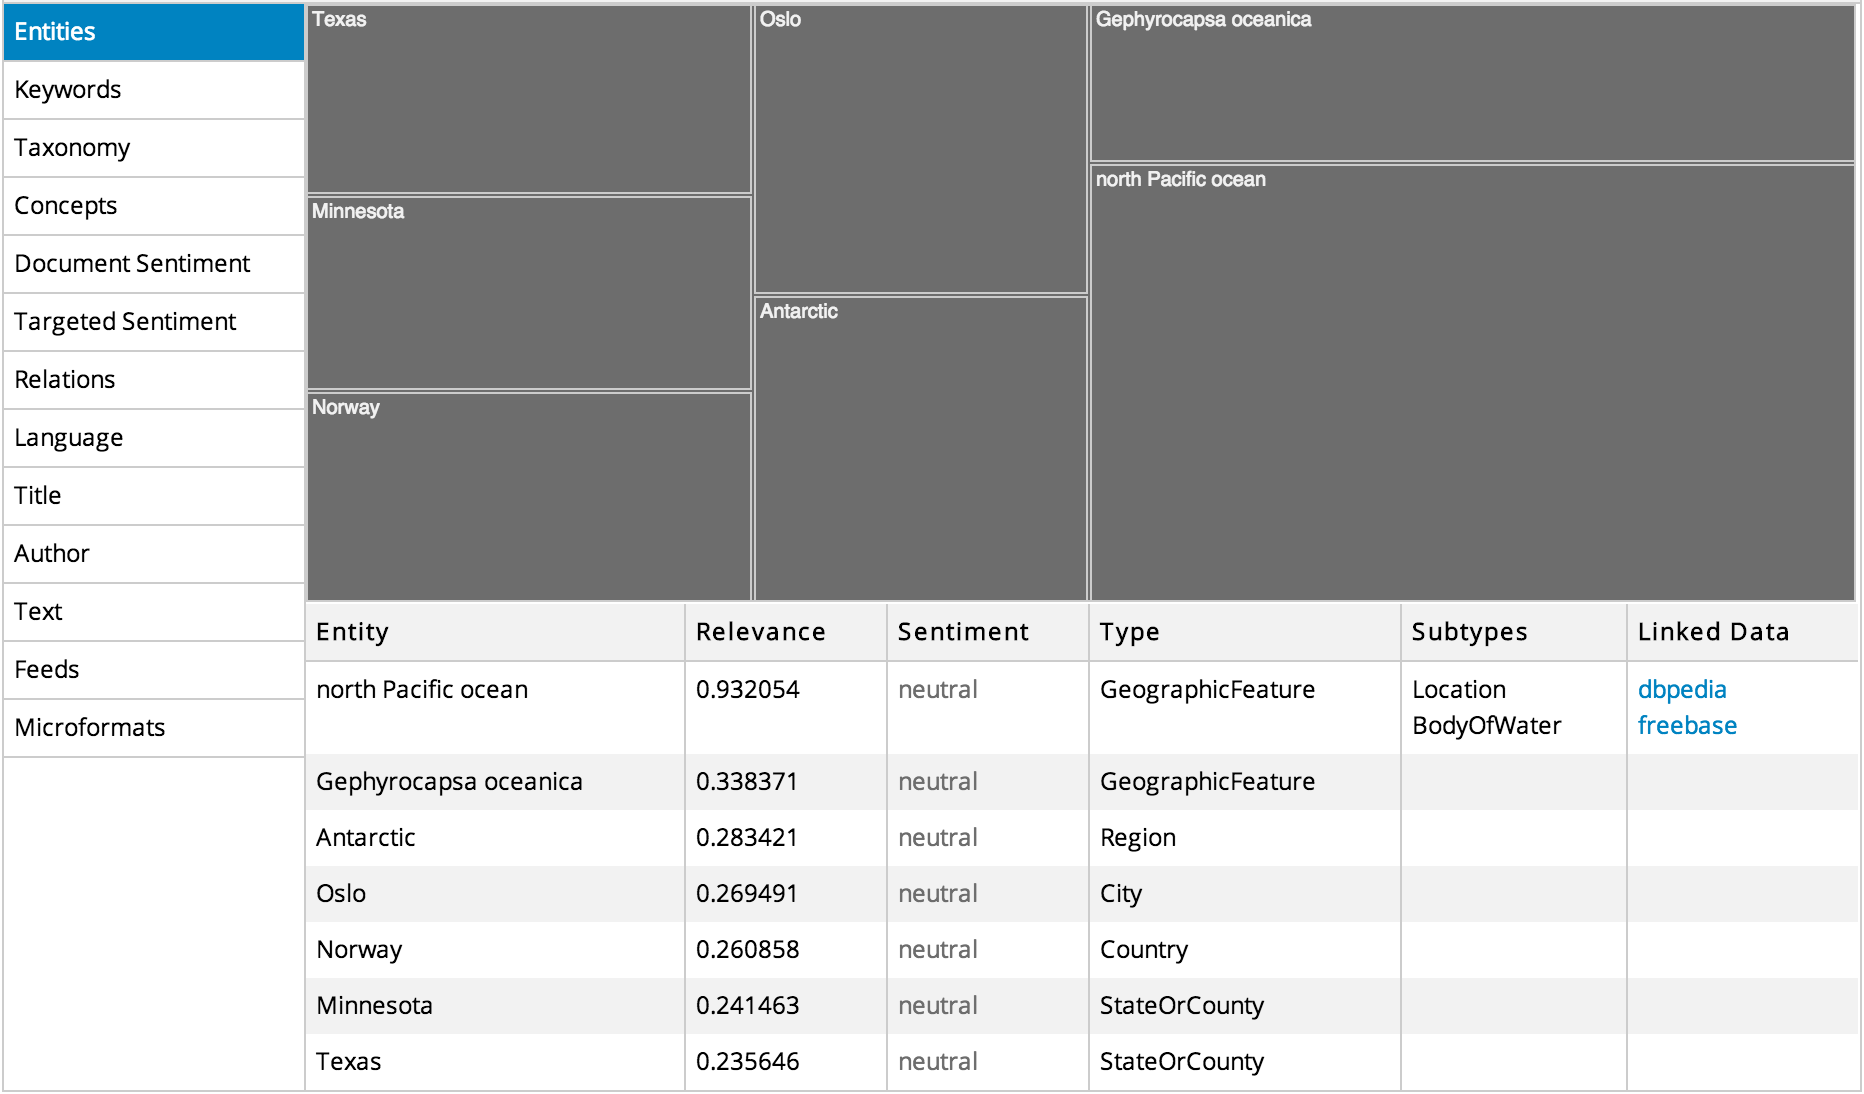 Entities
Keywords
Taxonomy
Concepts
Document Sentiment
Targeted Sentiment
Relations
Language
Title
Author
Text
Feeds
Microformats
Texas
Minnesota
Norway
Oslo
Antarctic
Gephyrocapsa oceanica
north Pacific ocean
Entity Relevance Sentiment Type Subtypes Linked Data
north Pacific ocean 0.932054 neutral GeographicFeature Location dbpedia
BodyOfWater freebase
Gephyrocapsa oceanica 0.338371 neutral GeographicFeature
Antarctic 0.283421 neutral Region
Oslo 0.269491 neutral City
Norway 0.260858 neutral Country
Minnesota 0.241463 neutral StateOrCounty
Texas 0.235646 neutral StateOrCounty